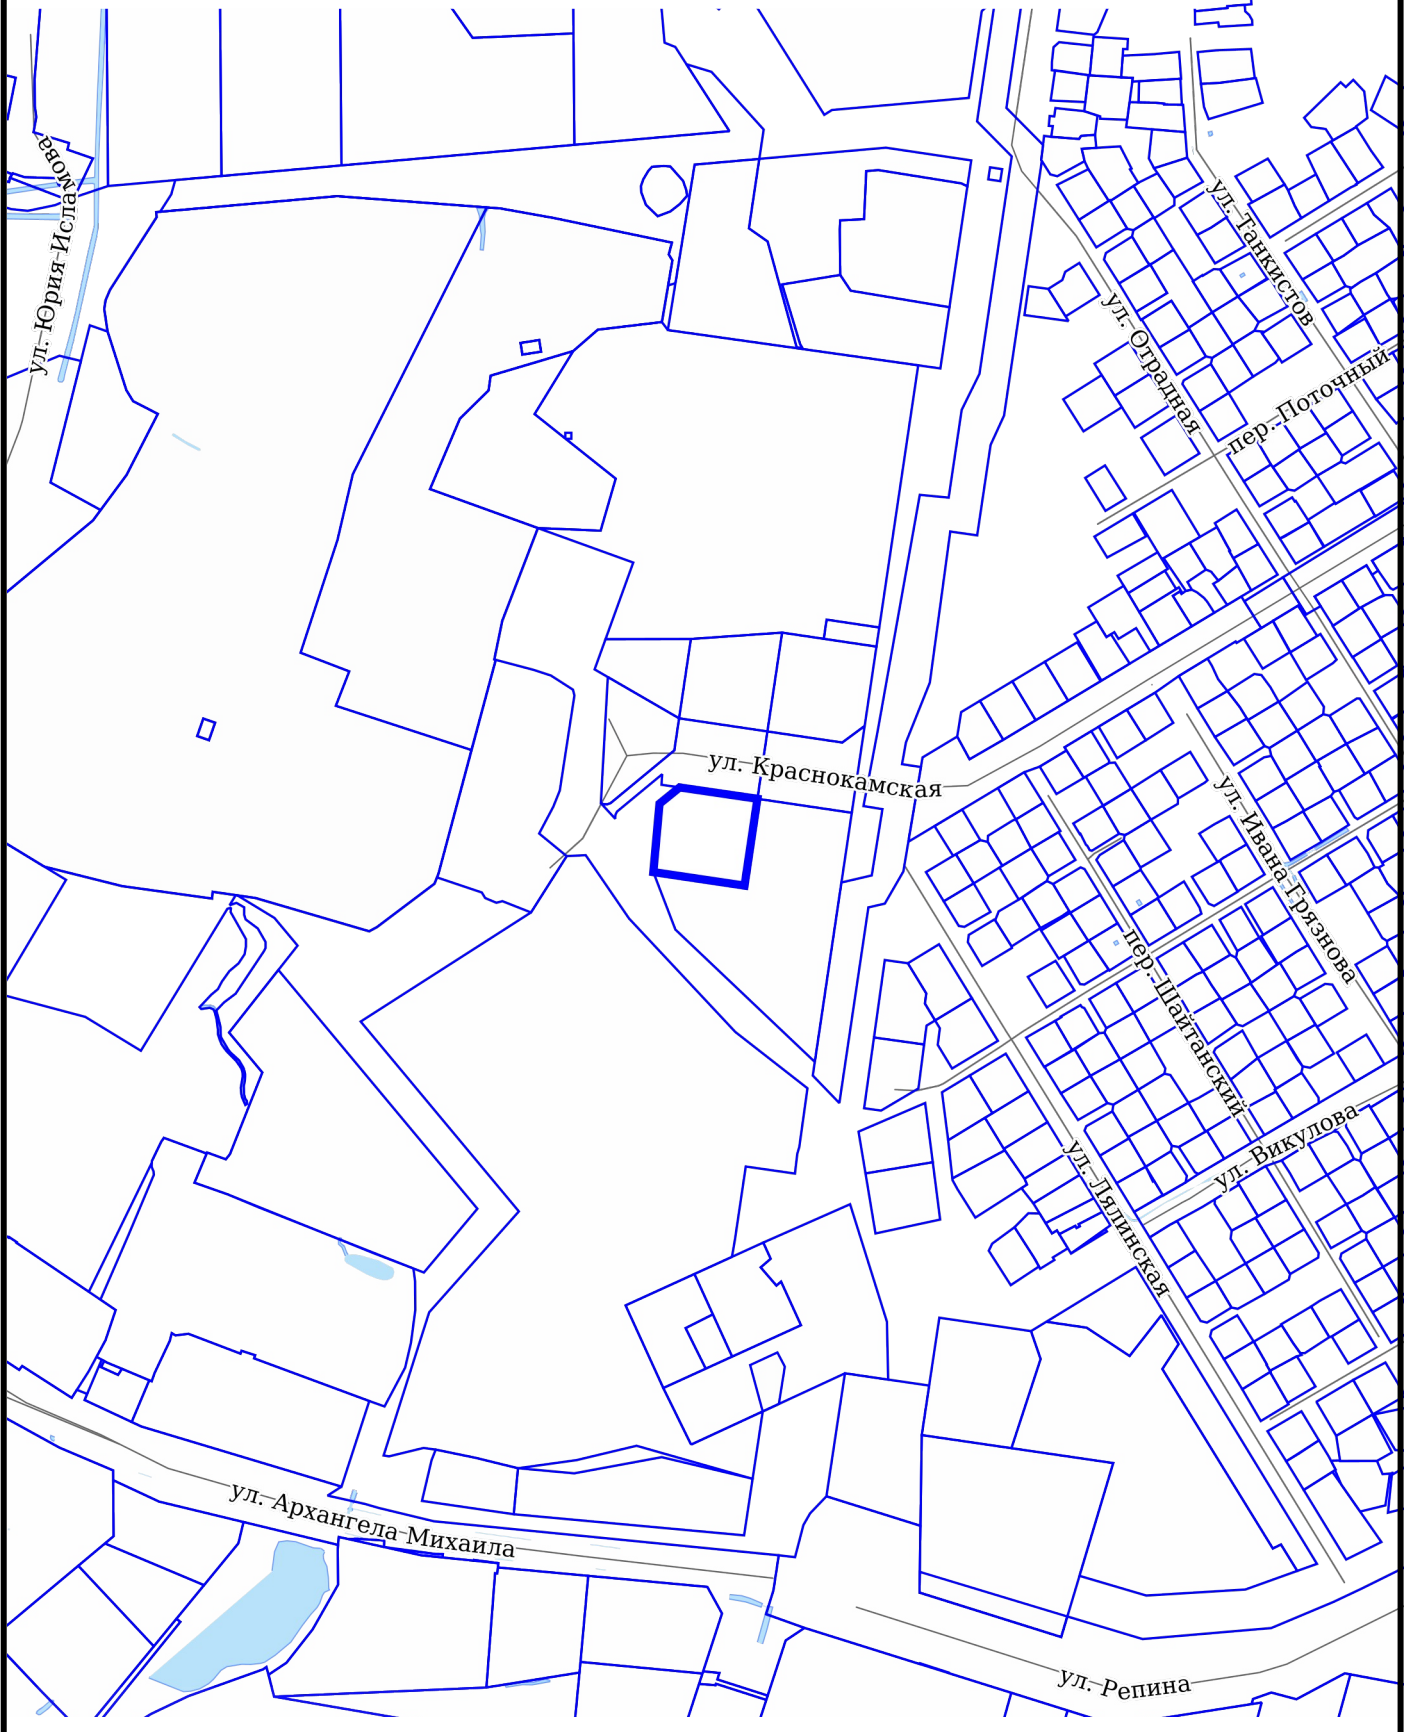 ул. Юрия Исламова
ул. Танкистов
ул. Отрадная
пер. Поточный
ул. Краснокамская
ул. Ивана Грязнова
пер. Шайтанский
ул. Викулова
ул. Лялинская
ул. Архангела Михаила
ул. Репина